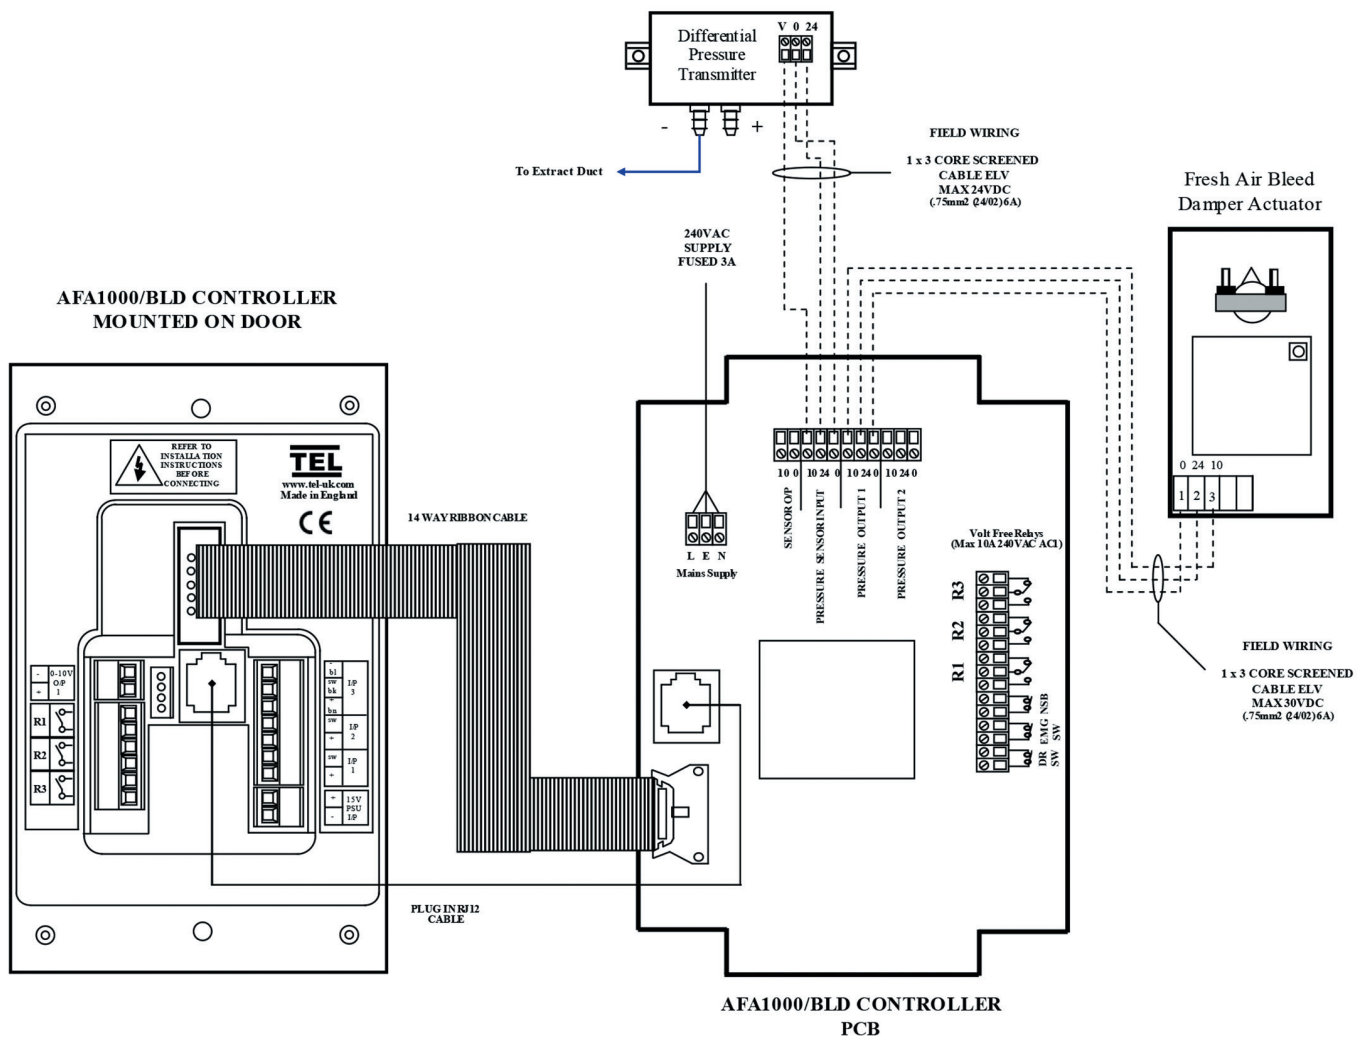 Differential
Pressure
Transmitter
V 0 24
- +
To Extract Duct
FIELD WIRING
1 x 3 CORE SCREENED
CABLE ELV
MAX 24VDC
(.75mm2 (24/02) 6A)
Fresh Air Bleed
Damper Actuator
0 24 10
1 2 3
240VAC
SUPPLY
FUSED 3A
AFA1000/BLD CONTROLLER
MOUNTED ON DOOR
REFER TO
INSTALLATION
INSTRUCTIONS
BEFORE
CONNECTING
TEL
www.tel-uk.com
Made in England
CE
14 WAY RIBBON CABLE
- 0-10V
O/P
+ 1
R1
R2
R3
-
bl
sw
bk
+
bn
I/P
3
sw
+
I/P
2
sw
+
I/P
1
+ 15V
PSU
- I/P
PLUG IN RJ12
CABLE
L E N
Mains Supply
10 0 10 24 0 10 24 0 10 24 0
SENSOR O/P
PRESSURE SENSOR INPUT
PRESSURE OUTPUT 1
PRESSURE OUTPUT 2
Volt Free Relays
(Max 10A 240VAC AC1)
R3
R2
R1
NSB
EMG
SW
DR
SW
FIELD WIRING
1 x 3 CORE SCREENED
CABLE ELV
MAX 30VDC
(.75mm2 (24/02) 6A)
AFA1000/BLD CONTROLLER
PCB